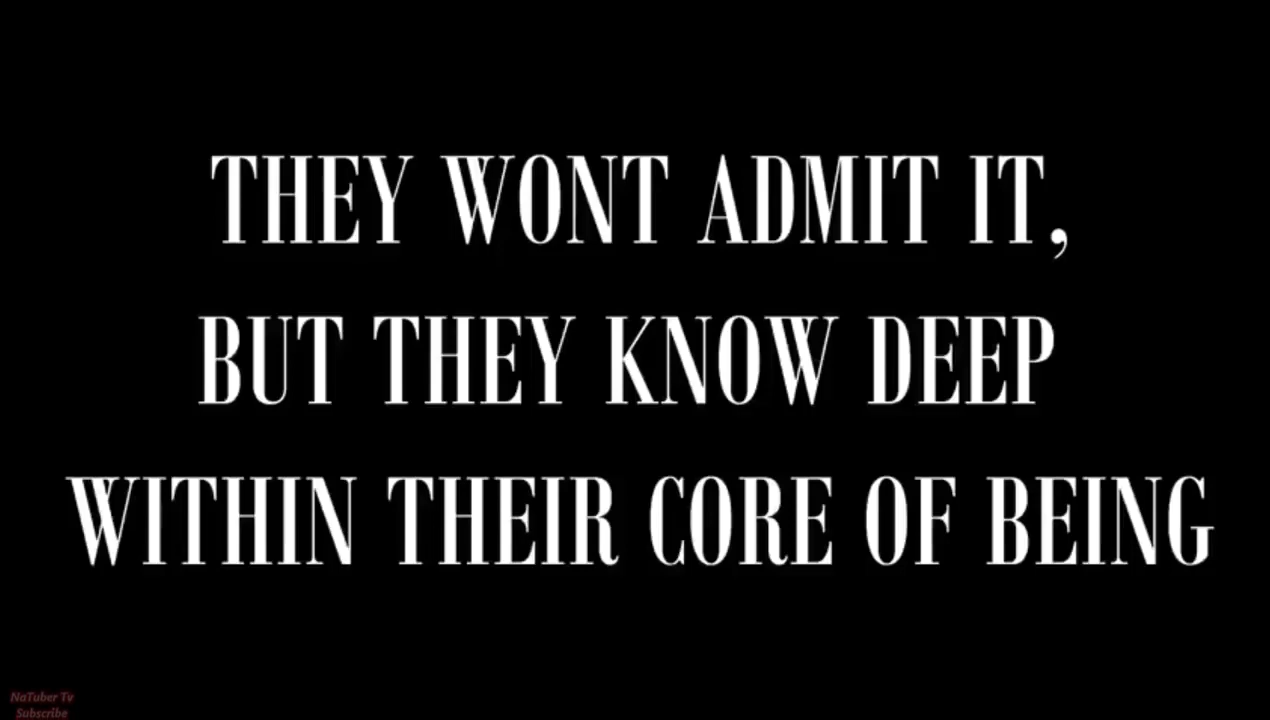 THEY WONT ADMIT IT,
BUT THEY KNOW DEEP
WITHIN THEIR CORE OF BEING
NaTuber Tv
Subscribe